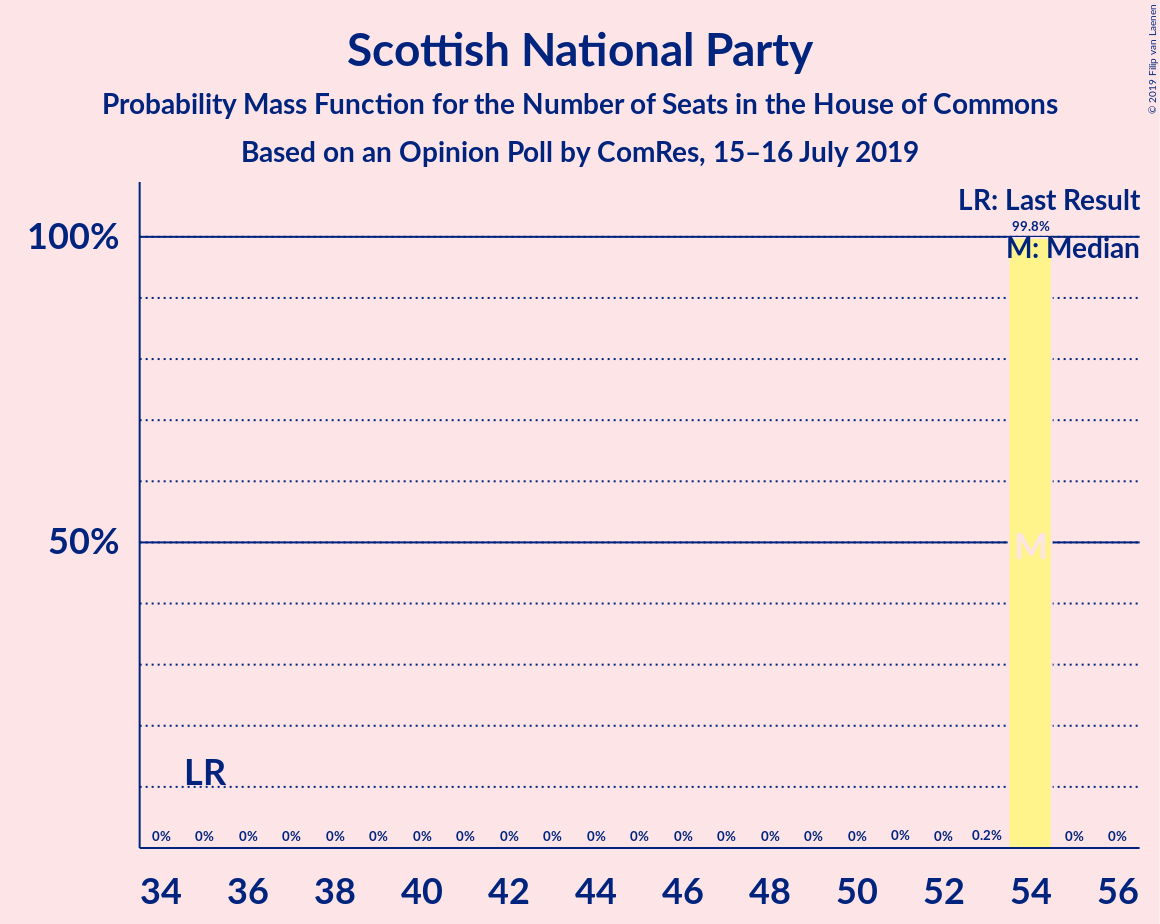 Scottish National Party
Probability Mass Function for the Number of Seats in the House of Commons
Based on an Opinion Poll by ComRes, 15–16 July 2019
© 2019 Filip van Laenen
LR: Last Result
M: Median
100%
50%
99.8%
M
LR
0% 0% 0% 0% 0% 0% 0% 0% 0% 0% 0% 0% 0% 0% 0% 0% 0% 0% 0% 0.2% 0% 0%
34 36 38 40 42 44 46 48 50 52 54 56